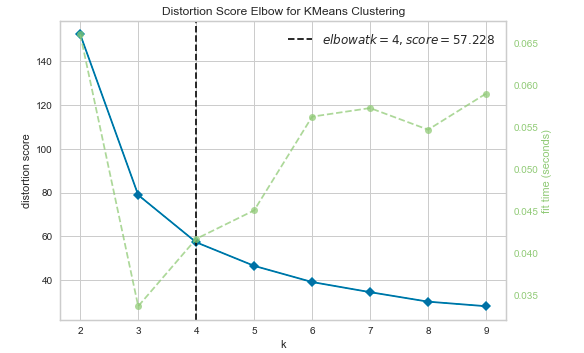 Distortion Score Elbow for KMeans Clustering
elbowatk = 4, score = 57.228
distortion score
140
120
100
80
60
40
fit time (seconds)
0.065
0.060
0.055
0.050
0.045
0.040
0.035
2 3 4 5 6 7 8 9
k